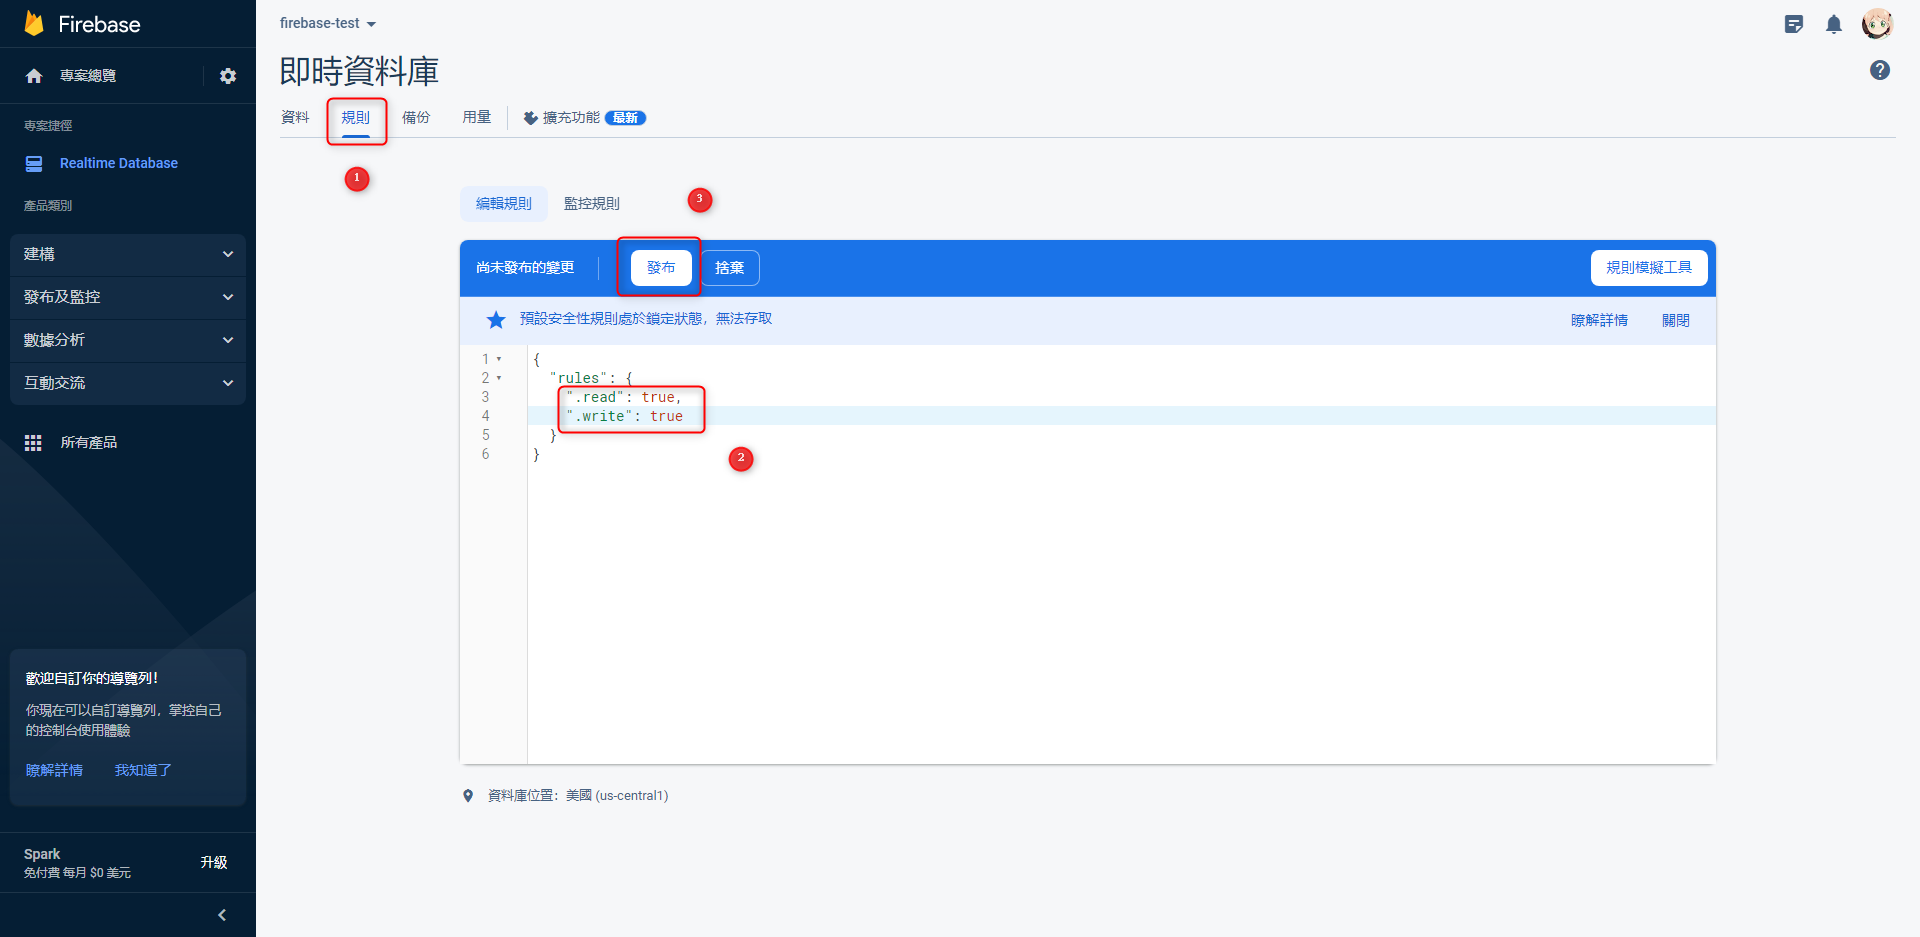 Firebase
專案總覽
專案捷徑
Realtime Database
產品類別
建構
發布及監控
數據分析
互動交流
所有產品
歡迎自訂你的導覽列！
你現在可以自訂導覽列，掌控自己
的控制台使用體驗
瞭解詳情 我知道了
Spark
免付費 每月 $0 美元
升級
firebase-test
即時資料庫
資料 規則 備份 用量 擴充功能 最新
1
編輯規則 監控規則
3
尚未發布的變更 發布 捨棄 規則模擬工具
預設安全性規則處於鎖定狀態，無法存取 瞭解詳情 關閉
1 {
2 "rules": {
3 ".read": true,
4 ".write": true
5 }
6 }
2
資料庫位置：美國 (us-central1)